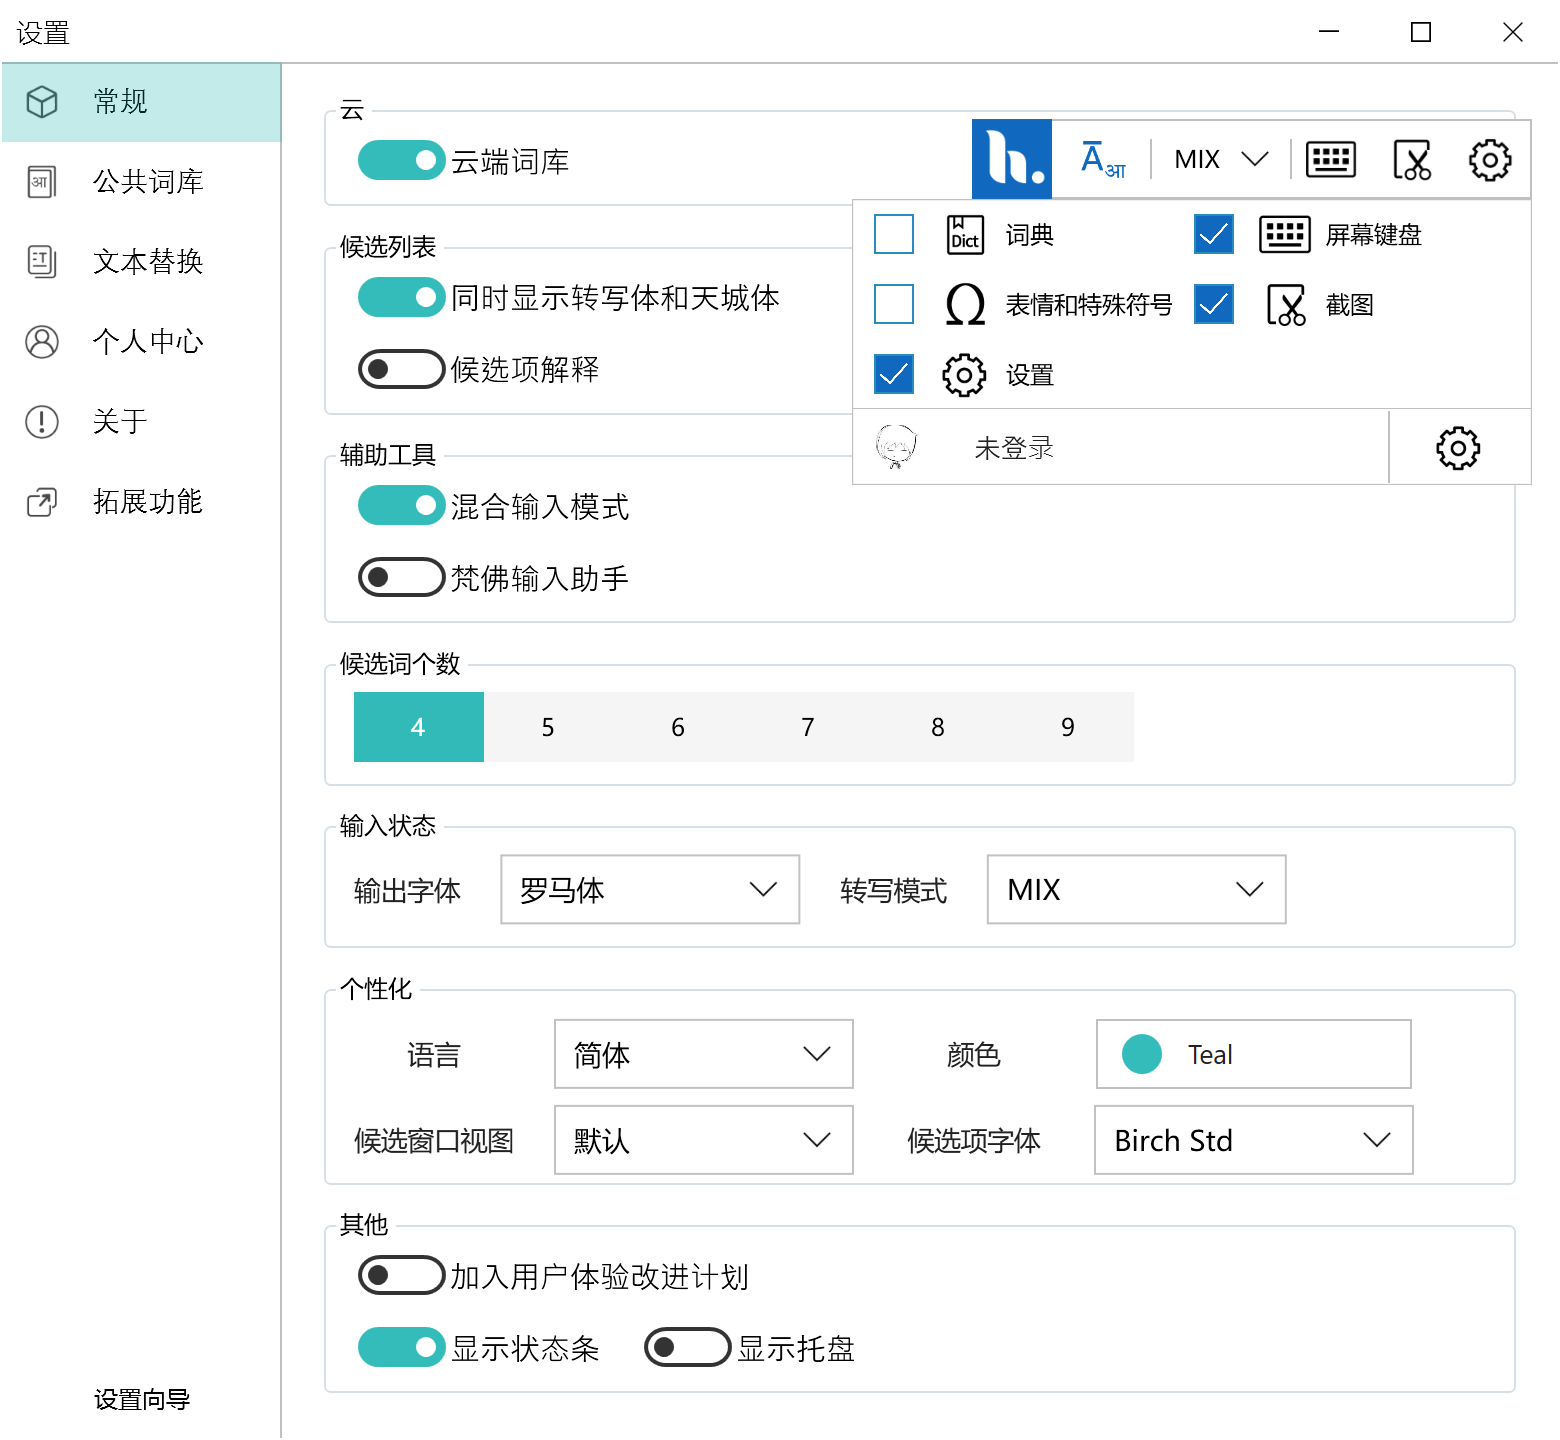 设置
常规
公共词库
文本替换
个人中心
关于
拓展功能
设置向导
云
云端词库
h.
Āआ
MIX
Dict
词典
屏幕键盘
Ω
表情和特殊符号
截图
设置
未登录
候选列表
同时显示转写体和天城体
候选项解释
辅助工具
混合输入模式
梵佛输入助手
候选词个数
4 5 6 7 8 9
输入状态
输出字体 罗马体 转写模式 MIX
个性化
语言 简体 颜色 Teal
候选窗口视图 默认 候选项字体 Birch Std
其他
加入用户体验改进计划
显示状态条 显示托盘